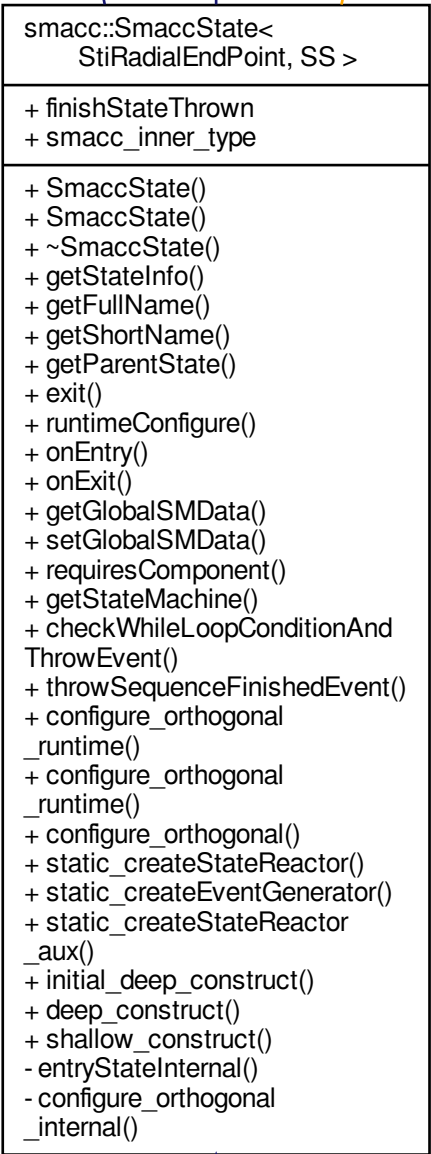 smacc::SmaccState<
StiRadialEndPoint, SS >
+ finishStateThrown
+ smacc_inner_type
+ SmaccState()
+ SmaccState()
+ ~SmaccState()
+ getStateInfo()
+ getFullName()
+ getShortName()
+ getParentState()
+ exit()
+ runtimeConfigure()
+ onEntry()
+ onExit()
+ getGlobalSMData()
+ setGlobalSMData()
+ requiresComponent()
+ getStateMachine()
+ checkWhileLoopConditionAnd
ThrowEvent()
+ throwSequenceFinishedEvent()
+ configure_orthogonal
_runtime()
+ configure_orthogonal
_runtime()
+ configure_orthogonal()
+ static_createStateReactor()
+ static_createEventGenerator()
+ static_createStateReactor
_aux()
+ initial_deep_construct()
+ deep_construct()
+ shallow_construct()
- entryStateInternal()
- configure_orthogonal
_internal()